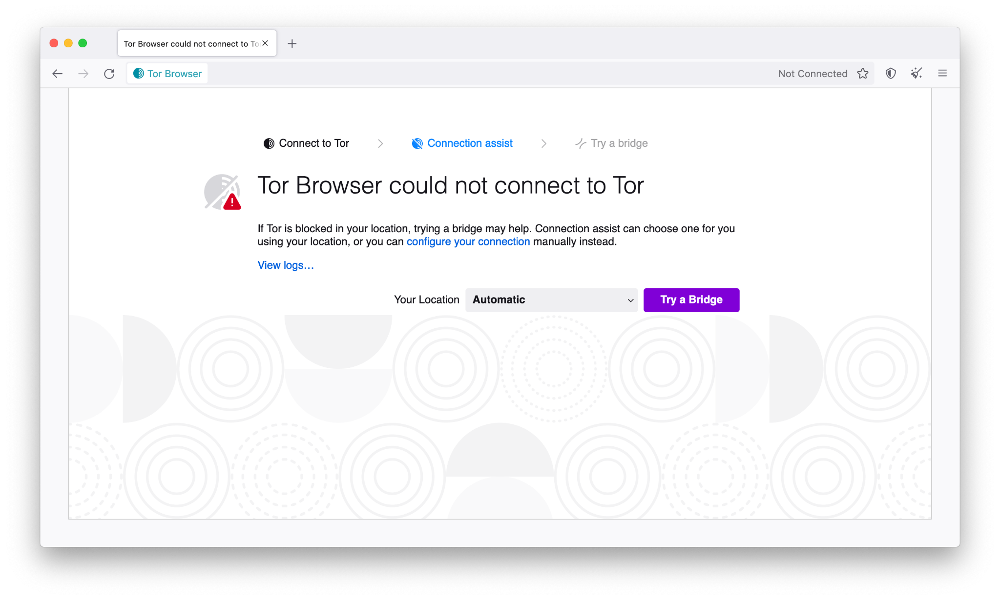 Tor Browser could not connect to To
Tor Browser
Not Connected
Connect to Tor
Connection assist
Try a bridge
Tor Browser could not connect to Tor
If Tor is blocked in your location, trying a bridge may help. Connection assist can choose one for you
using your location, or you can configure your connection manually instead.
View logs…
Your Location
Automatic
Try a Bridge